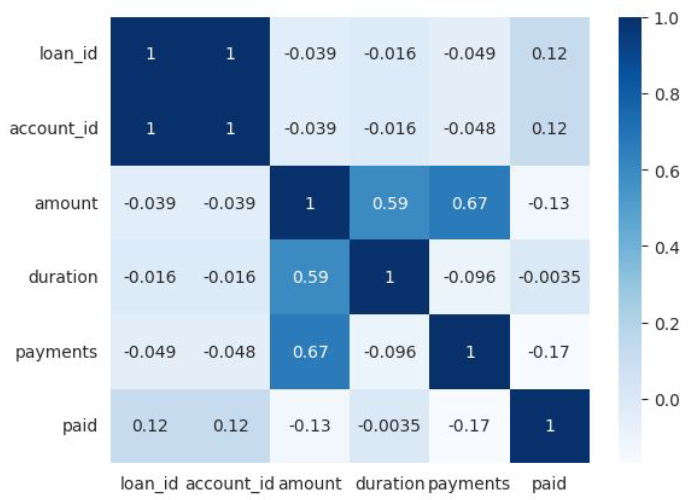 loan_id 1 1 -0.039 -0.016 -0.049 0.12
account_id 1 1 -0.039 -0.016 -0.048 0.12
amount -0.039 -0.039 1 0.59 0.67 -0.13
duration -0.016 -0.016 0.59 1 -0.096 -0.0035
payments -0.049 -0.048 0.67 -0.096 1 -0.17
paid 0.12 0.12 -0.13 -0.0035 -0.17 1
loan_id account_id amount duration payments paid
1.0
0.8
0.6
0.4
0.2
0.0